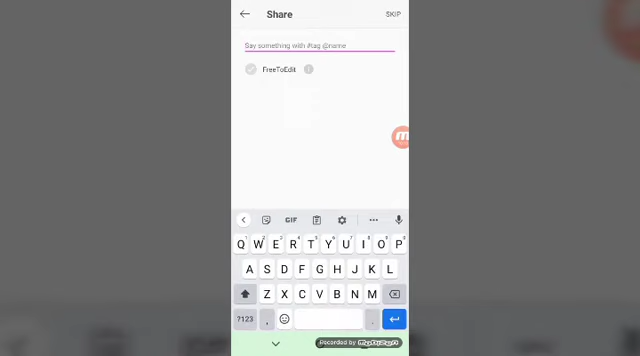 Share SKIP
Say something with #tag @name
FreeToEdit
GIF
Q W E R T Y U I O P
A S D F G H J K L
Z X C V B N M
?123 , .
Recorded by